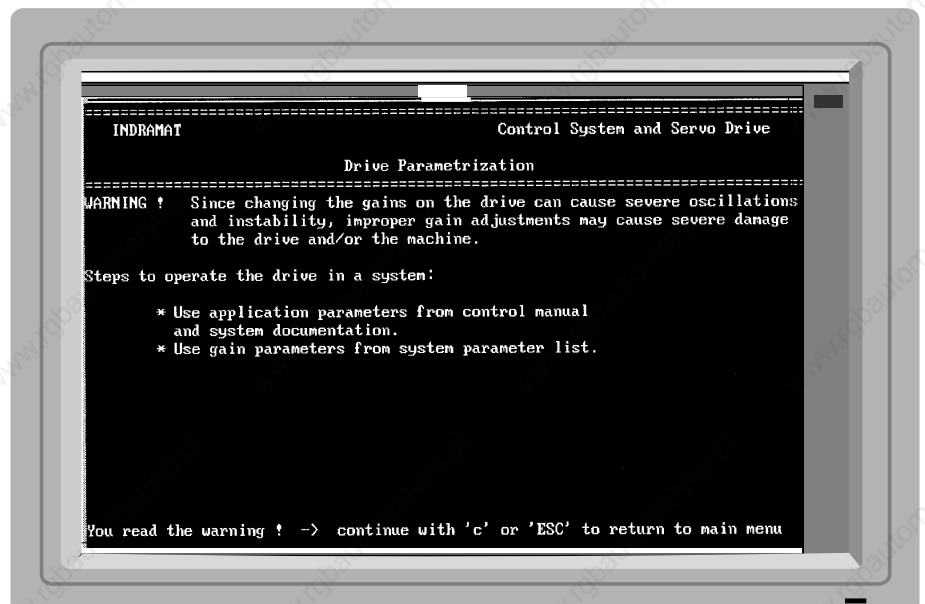 INDRAMAT Control System and Servo Drive
Drive Parametrization
WARNING ! Since changing the gains on the drive can cause severe oscillations
and instability, improper gain adjustments may cause severe damage
to the drive and/or the machine.
Steps to operate the drive in a system:
* Use application parameters from control manual
and system documentation.
* Use gain parameters from system parameter list.
You read the warning ! -> continue with 'c' or 'ESC' to return to main menu